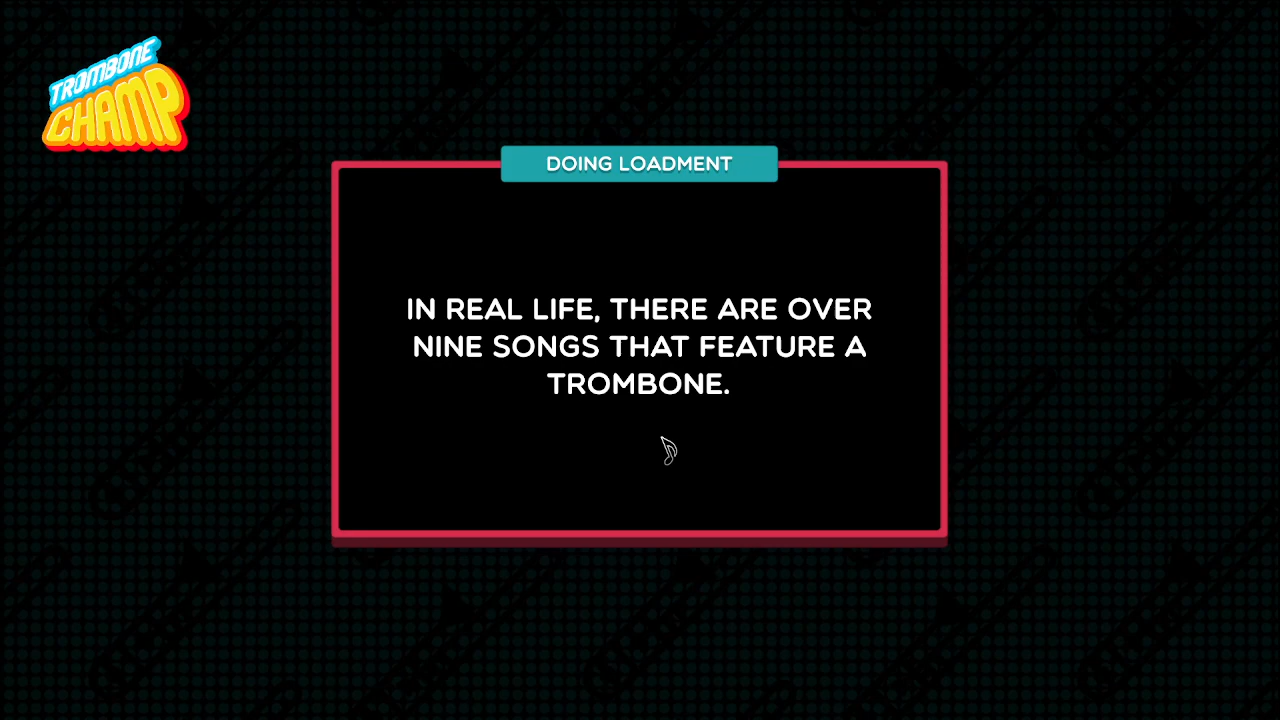 TROMBONE
CHAMP
DOING LOADMENT
IN REAL LIFE, THERE ARE OVER
NINE SONGS THAT FEATURE A
TROMBONE.